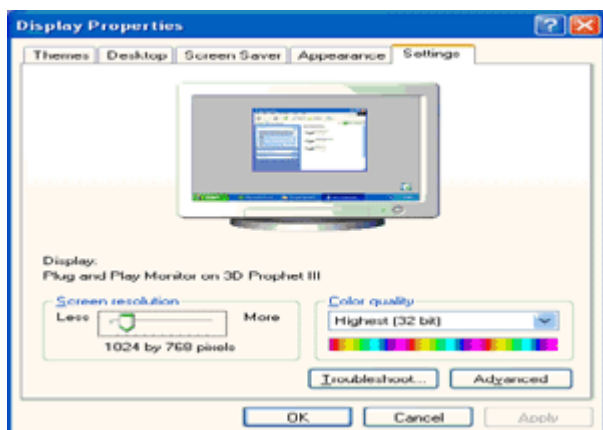 Display Properties
Themes Desktop Screen Saver Appearance Settings
Display:
Plug and Play Monitor on 3D Prophet III
Screen resolution
Less More
1024 by 768 pixels
Color quality
Highest (32 bit)
Troubleshoot... Advanced
OK Cancel Apply